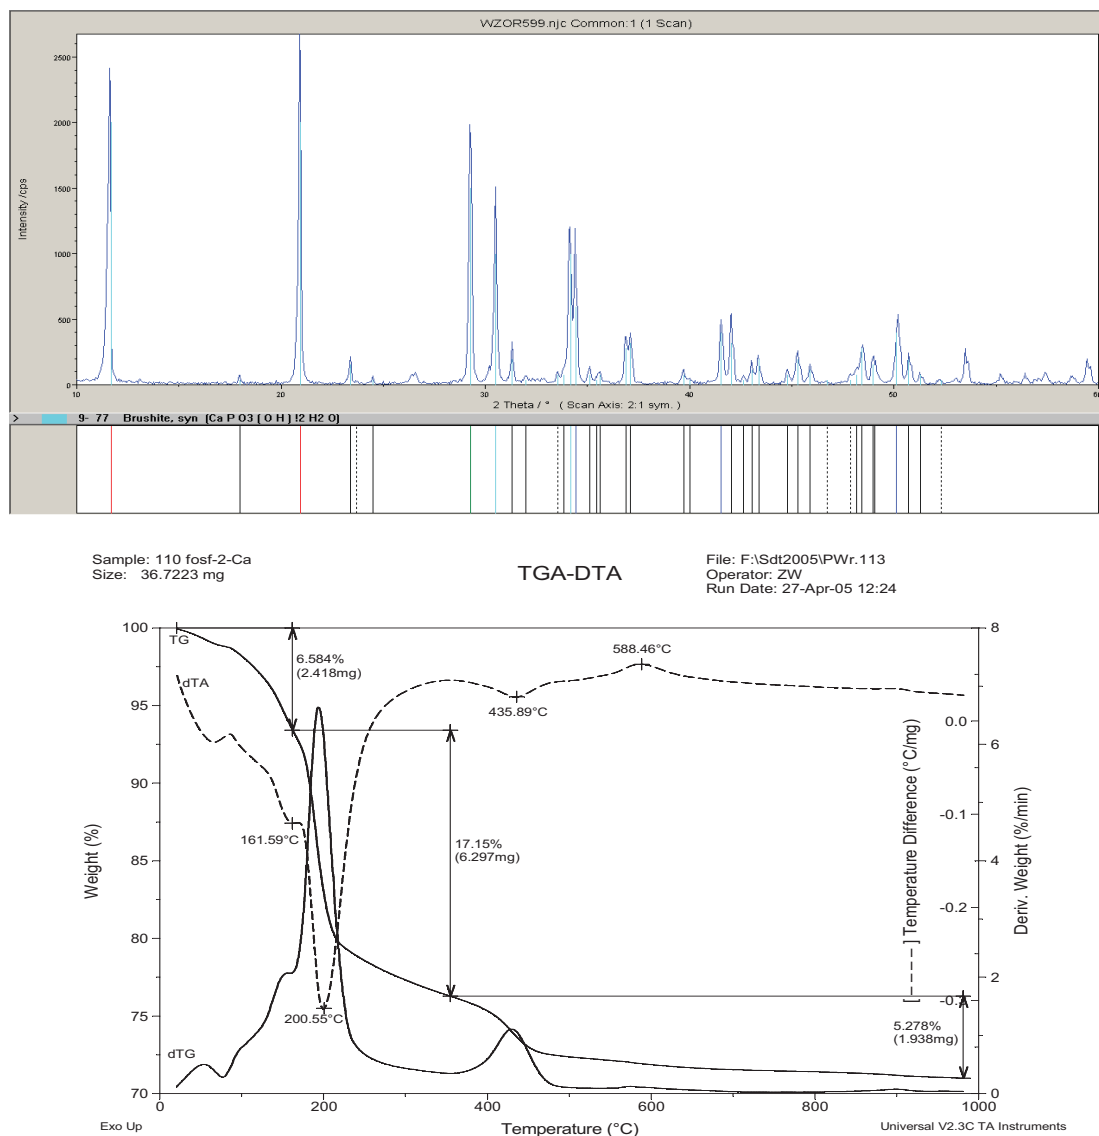 WZOR599.njc Common:1 (1 Scan)
Intensity /cps
2500
2000
1500
1000
500
0
10
20
30
40
50
2 Theta / ° ( Scan Axis: 2:1 sym. )
> 9- 77 Brushite, syn (Ca P O3 ( O H ) !2 H2 O)
Sample: 110 fosf-2-Ca
Size: 36.7223 mg
TGA-DTA
File: F:\Sdt2005\PWr.113
Operator: ZW
Run Date: 27-Apr-05 12:24
100
95
90
85
80
75
70
Weight (%)
TG
dTA
dTG
6.584%
(2.418mg)
161.59°C
200.55°C
17.15%
(6.297mg)
435.89°C
588.46°C
5.278%
(1.938mg)
0.0
-0.1
-0.2
[ ---- ] Temperature Difference (°C/mg)
8
6
4
2
0
Deriv. Weight (%/min)
0
200
400
600
800
1000
Exo Up
Temperature (°C)
Universal V2.3C TA Instruments